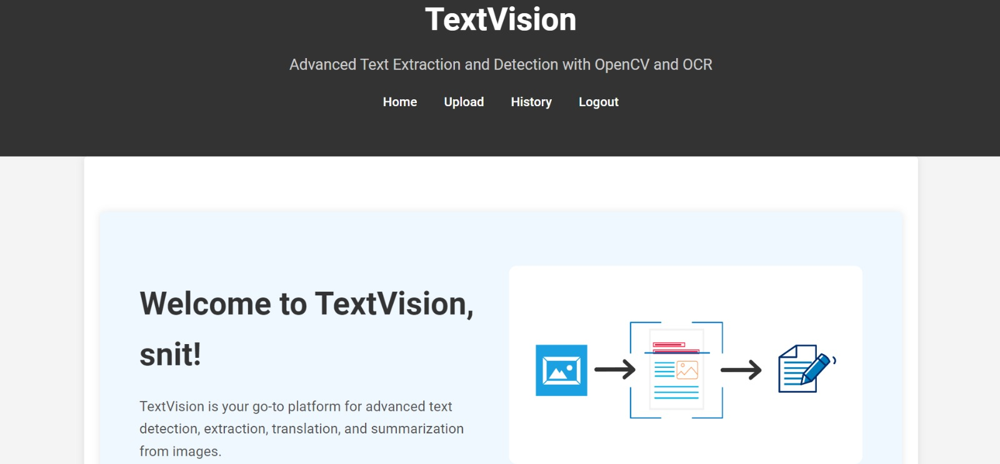 TextVision
Advanced Text Extraction and Detection with OpenCV and OCR
Home Upload History Logout
Welcome to TextVision,
snit!
TextVision is your go-to platform for advanced text
detection, extraction, translation, and summarization
from images.